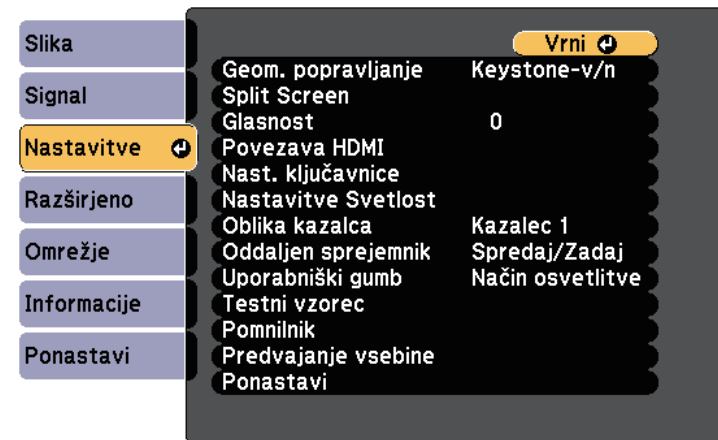 Slika
Signal
Nastavitve
Razširjeno
Omrežje
Informacije
Ponastavi
Vrni
Geom. popravljanje Keystone-v/n
Split Screen
Glasnost 0
Povezava HDMI
Nast. ključavnice
Nastavitve Svetlost
Oblika kazalca Kazalec 1
Oddaljen sprejemnik Spredaj/Zadaj
Uporabniški gumb Način osvetlitve
Testni vzorec
Pomnilnik
Predvajanje vsebine
Ponastavi